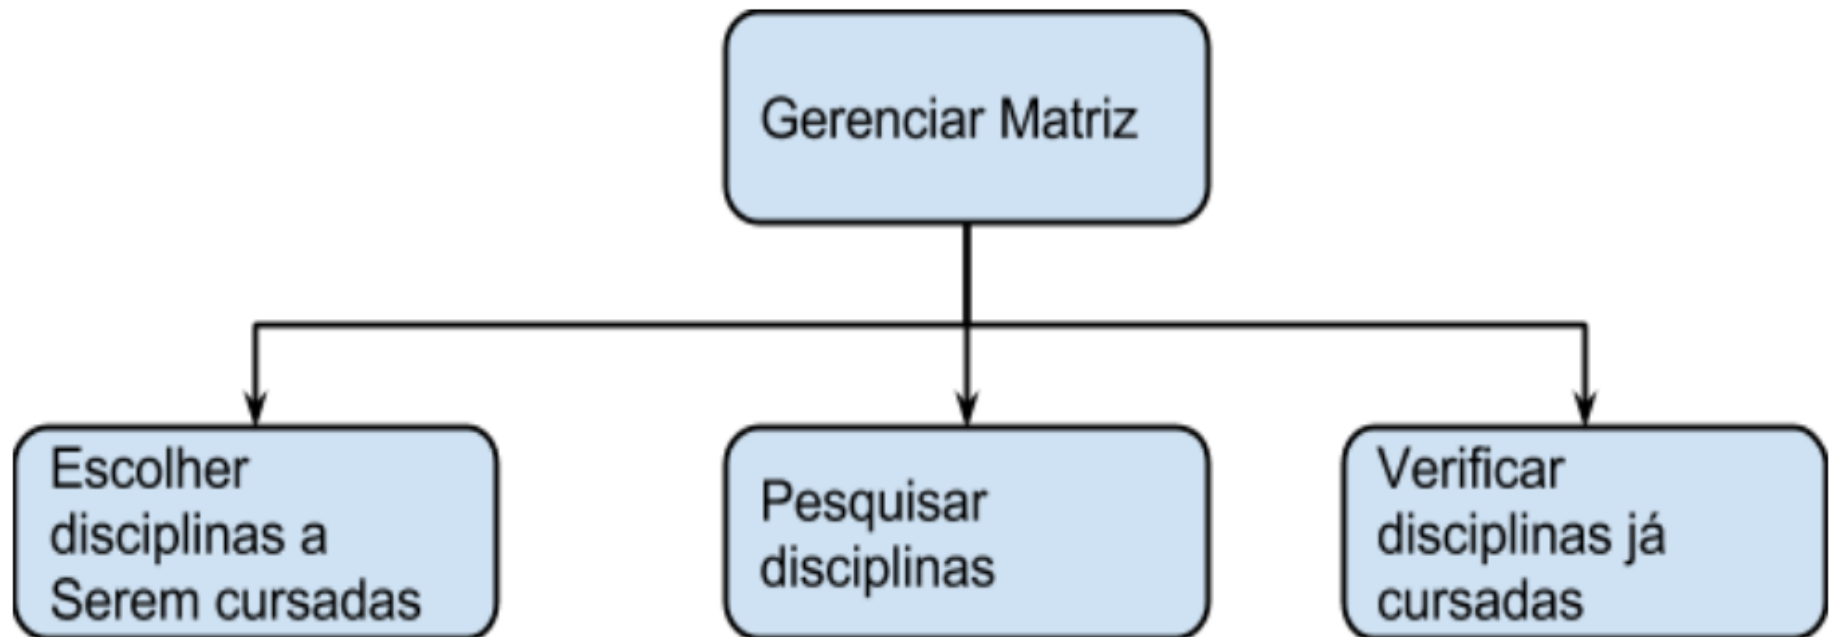 Gerenciar Matriz
Escolher
disciplinas a
Serem cursadas
Pesquisar
disciplinas
Verificar
disciplinas já
cursadas